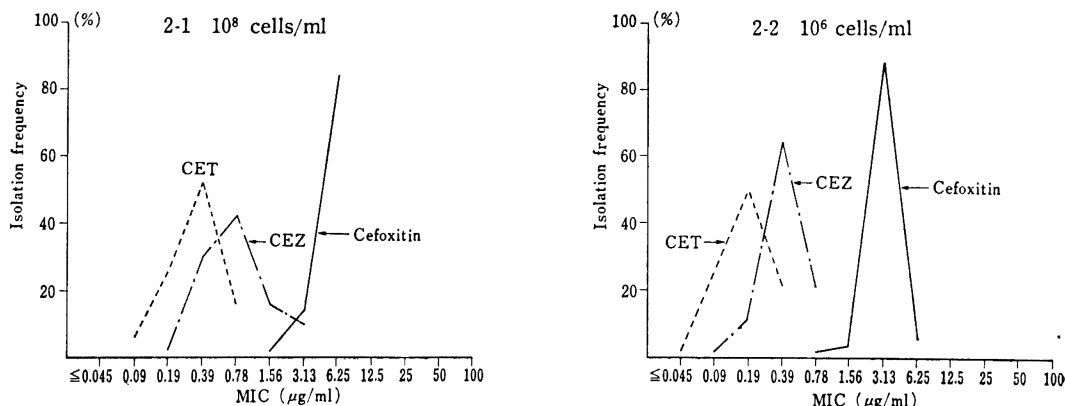 2-1 10⁸ cells/ml
100 (%)
80
60
40
20
Isolation frequency
CET
CEZ
Cefoxitin
≦0.045 0.09 0.19 0.39 0.78 1.56 3.13 6.25 12.5 25 50 100
MIC (μg/ml)
2-2 10⁶ cells/ml
100 (%)
80
60
40
20
Isolation frequency
CET
CEZ
Cefoxitin
≦0.045 0.09 0.19 0.39 0.78 1.56 3.13 6.25 12.5 25 50 100
MIC (μg/ml)